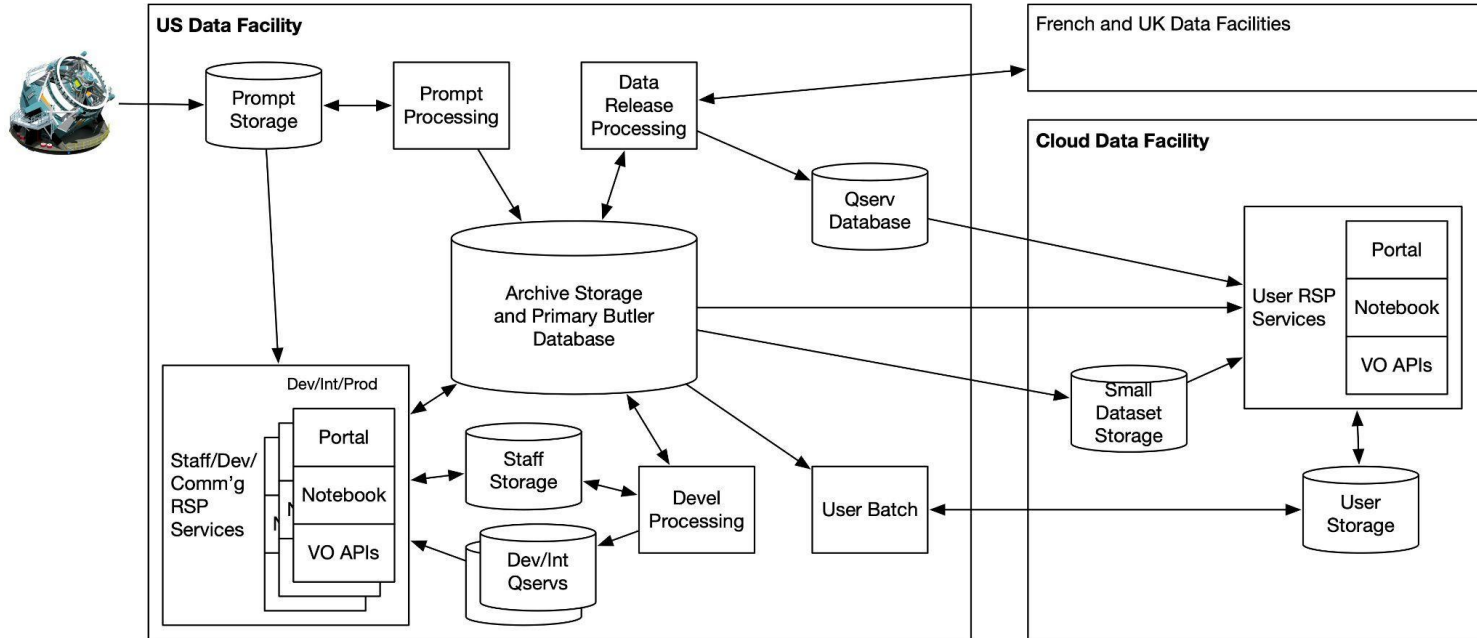 US Data Facility
French and UK Data Facilities
Prompt
Storage
Prompt
Processing
Data
Release
Processing
Cloud Data Facility
Qserv
Database
Archive Storage
and Primary Butler
Database
User RSP
Services
Portal
Notebook
VO APIs
Small
Dataset
Storage
Dev/Int/Prod
Staff/Dev/
Comm'g
RSP
Services
Portal
Notebook
VO APIs
Staff
Storage
Devel
Processing
User Batch
User
Storage
Dev/Int
Qservs